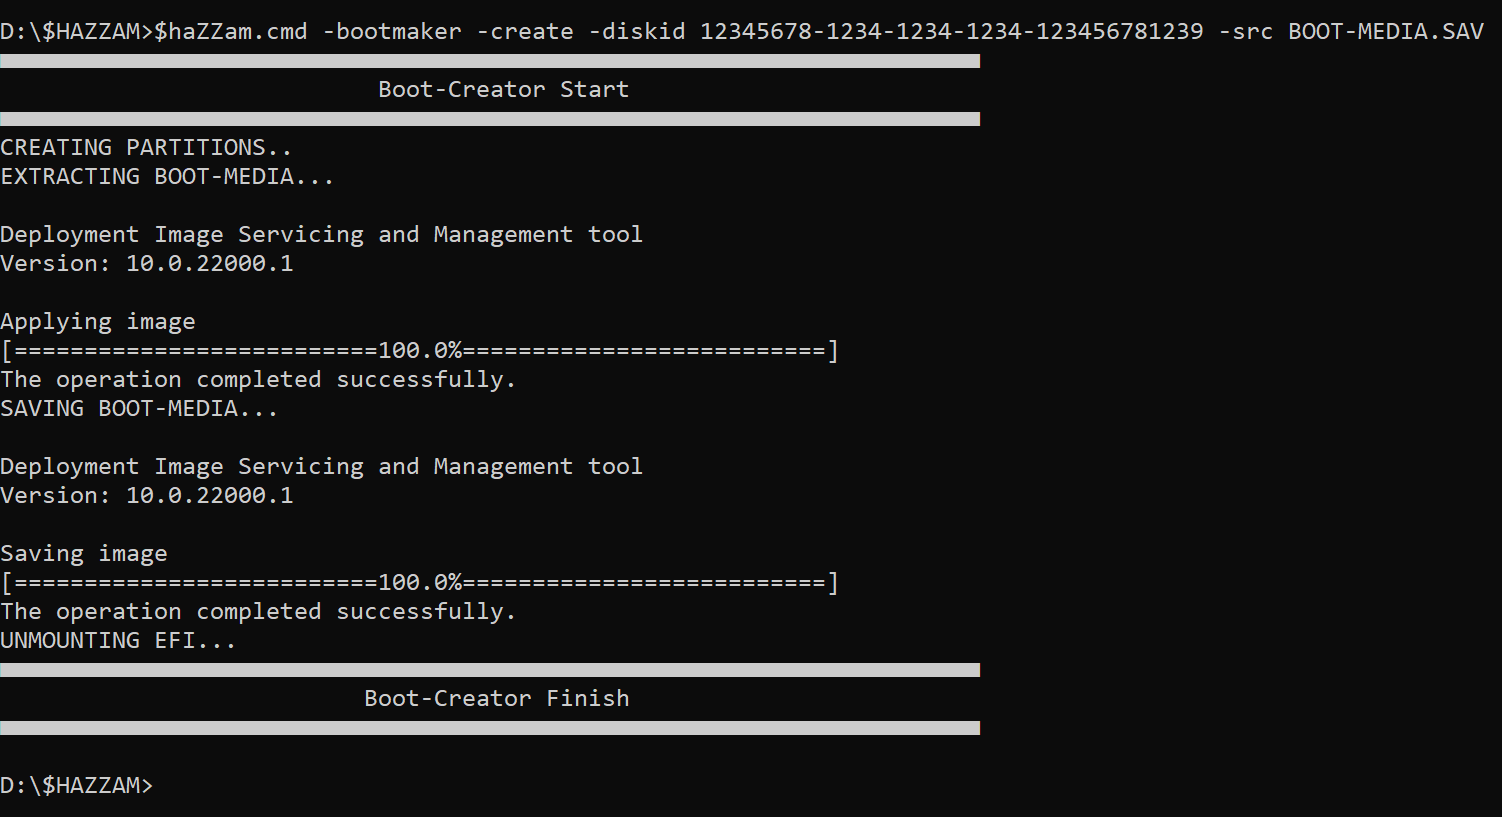 D:\$HAZZAM>$haZZam.cmd -bootmaker -create -diskid 12345678-1234-1234-1234-123456781239 -src BOOT-MEDIA.SAV
Boot-Creator Start
CREATING PARTITIONS..
EXTRACTING BOOT-MEDIA...
Deployment Image Servicing and Management tool
Version: 10.0.22000.1
Applying image
[==========================100.0%==========================]
The operation completed successfully.
SAVING BOOT-MEDIA...
Deployment Image Servicing and Management tool
Version: 10.0.22000.1
Saving image
[==========================100.0%==========================]
The operation completed successfully.
UNMOUNTING EFI...
Boot-Creator Finish
D:\$HAZZAM>